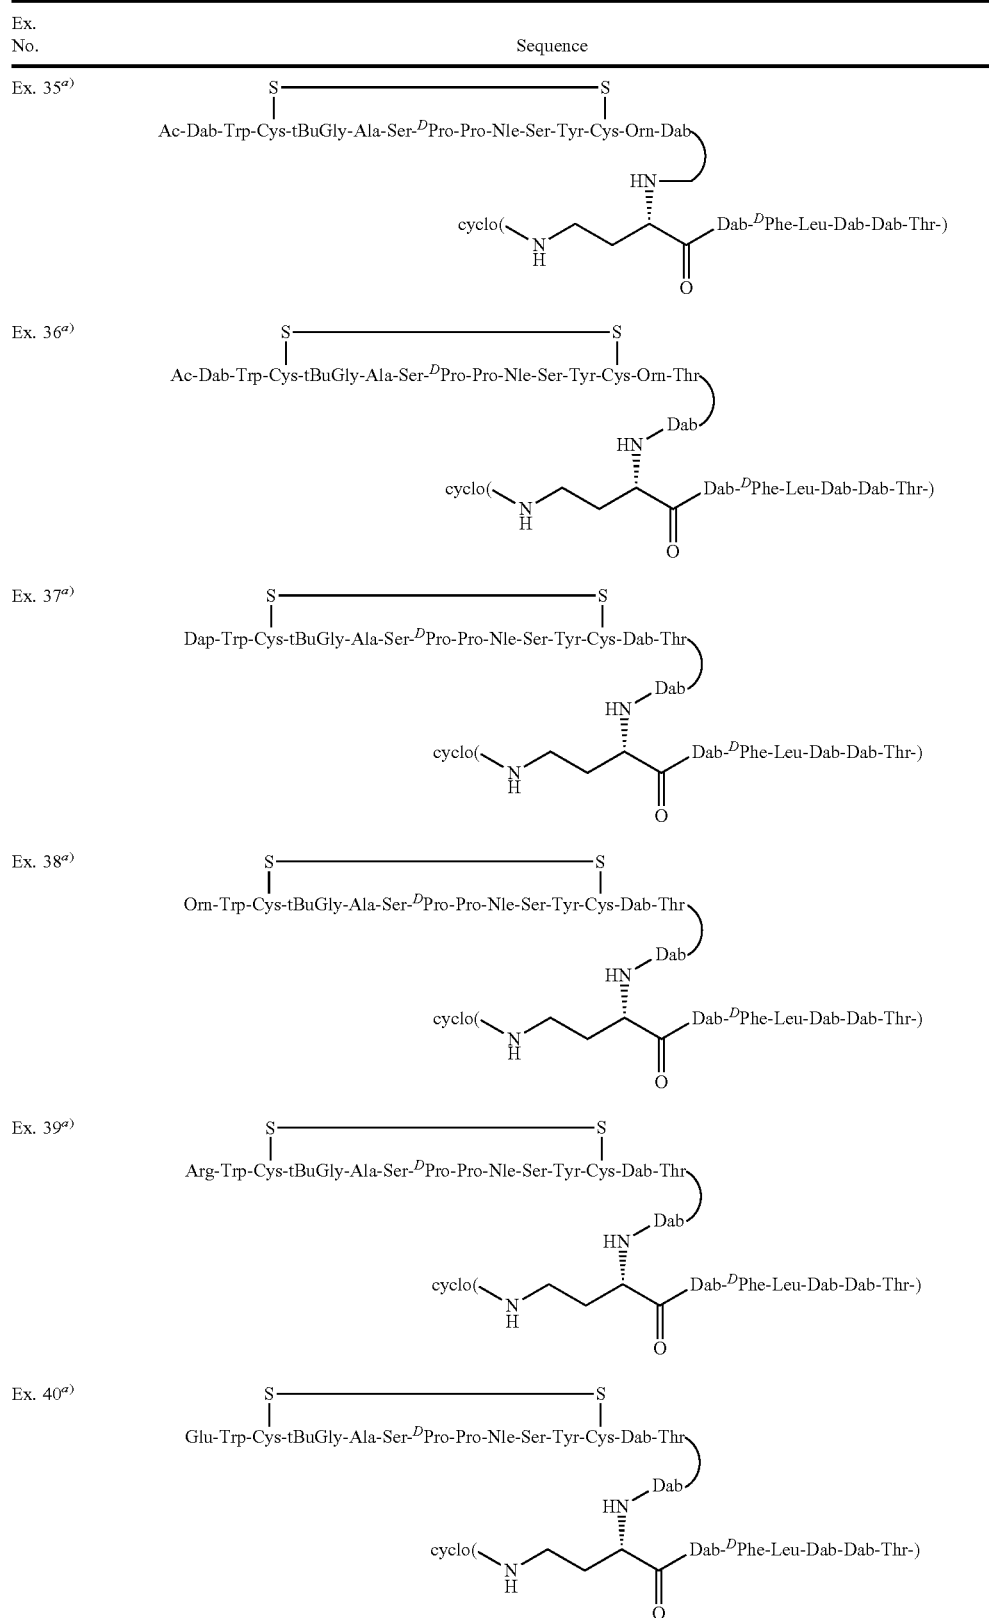 Ex.
No. Sequence
Ex. 35a) S S
Ac-Dab-Trp-Cys-tBuGly-Ala-Ser-DPro-Pro-Nle-Ser-Tyr-Cys-Orn-Dab
HN
cyclo( N H Dab-DPhe-Leu-Dab-Dab-Thr-)
O
Ex. 36a) S S
Ac-Dab-Trp-Cys-tBuGly-Ala-Ser-DPro-Pro-Nle-Ser-Tyr-Cys-Orn-Thr
Dab
HN
cyclo( N H Dab-DPhe-Leu-Dab-Dab-Thr-)
O
Ex. 37a) S S
Dap-Trp-Cys-tBuGly-Ala-Ser-DPro-Pro-Nle-Ser-Tyr-Cys-Dab-Thr
Dab
HN
cyclo( N H Dab-DPhe-Leu-Dab-Dab-Thr-)
O
Ex. 38a) S S
Orn-Trp-Cys-tBuGly-Ala-Ser-DPro-Pro-Nle-Ser-Tyr-Cys-Dab-Thr
Dab
HN
cyclo( N H Dab-DPhe-Leu-Dab-Dab-Thr-)
O
Ex. 39a) S S
Arg-Trp-Cys-tBuGly-Ala-Ser-DPro-Pro-Nle-Ser-Tyr-Cys-Dab-Thr
Dab
HN
cyclo( N H Dab-DPhe-Leu-Dab-Dab-Thr-)
O
Ex. 40a) S S
Glu-Trp-Cys-tBuGly-Ala-Ser-DPro-Pro-Nle-Ser-Tyr-Cys-Dab-Thr
Dab
HN
cyclo( N H Dab-DPhe-Leu-Dab-Dab-Thr-)
O